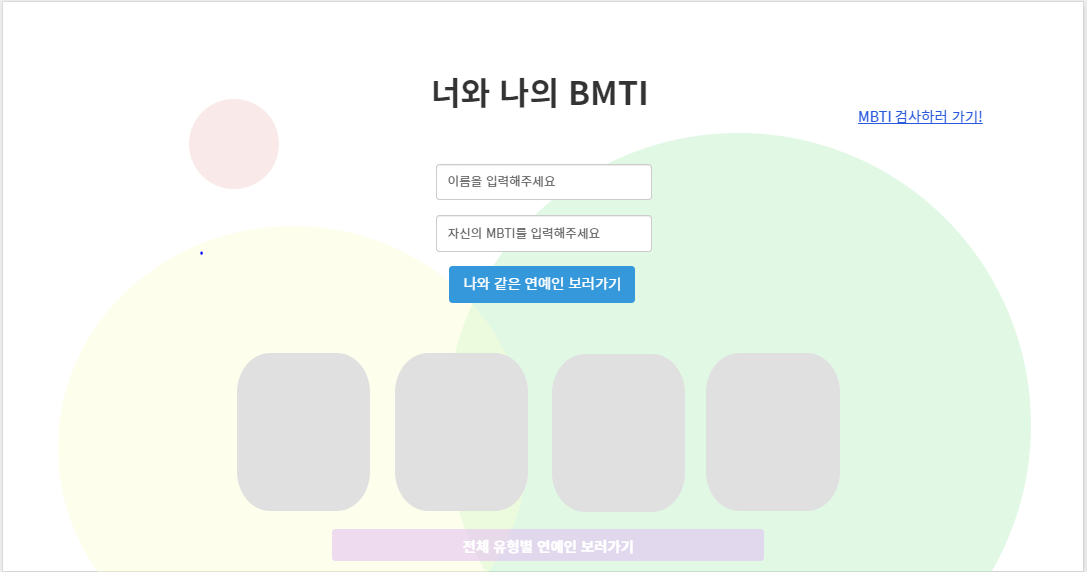 너와 나의 BMTI
MBTI 검사하러 가기!
이름을 입력해주세요
자신의 MBTI를 입력해주세요
나와 같은 연예인 보러가기
전체 유형별 연예인 보러가기